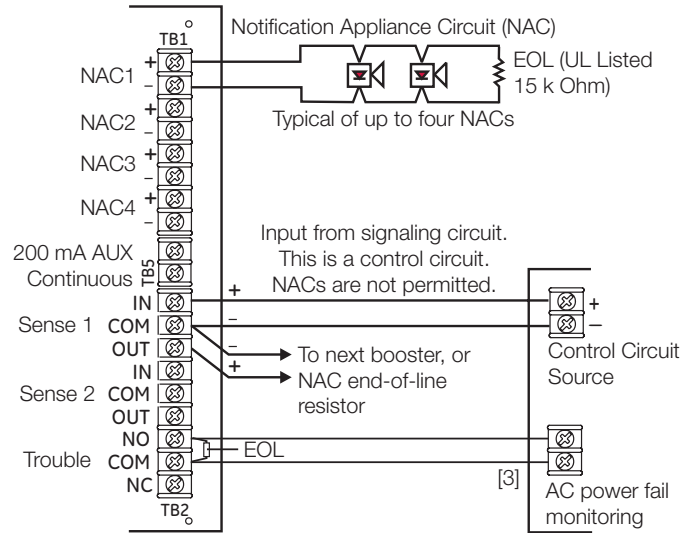 TB1
Notification Appliance Circuit (NAC)
NAC1
+
–
EOL (UL Listed
15 k Ohm)
Typical of up to four NACs
NAC2
+
–
NAC3
+
–
NAC4
+
–
200 mA AUX
Continuous
TB5
Input from signaling circuit.
This is a control circuit.
NACs are not permitted.
Sense 1
IN
COM
OUT
+
–
–
+
+
–
Control Circuit
Source
To next booster, or
NAC end-of-line
resistor
Sense 2
IN
COM
OUT
Trouble
NO
COM
NC
EOL
[3]
AC power fail
monitoring
TB2